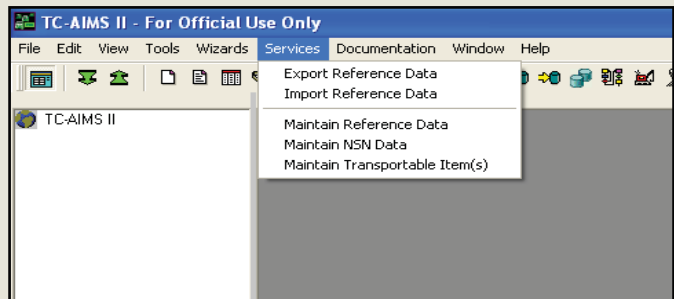 TC-AIMS II - For Official Use Only
File Edit View Tools Wizards Services Documentation Window Help
Export Reference Data
Import Reference Data
TC-AIMS II
Maintain Reference Data
Maintain NSN Data
Maintain Transportable Item(s)